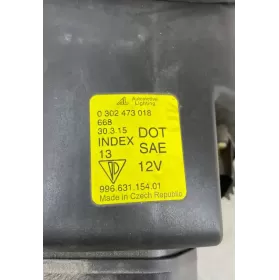 Automotive
Lighting
0 302 473 018
668
30.3.15
INDEX
13
DOT
SAE
12V
996.631.154.01
Made in Czech Republic